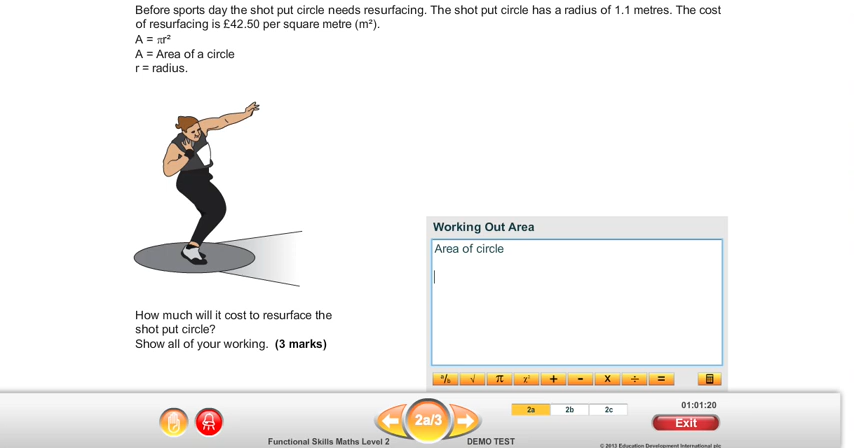 Before sports day the shot put circle needs resurfacing. The shot put circle has a radius of 1.1 metres. The cost
of resurfacing is £42.50 per square metre (m²).
A = πr²
A = Area of a circle
r = radius.
How much will it cost to resurface the
shot put circle?
Show all of your working. (3 marks)
Working Out Area
Area of circle
a/b √ π x² + - x ÷ =
2a/3
2a 2b 2c
01:01:20
Exit
Functional Skills Maths Level 2
DEMO TEST
© 2013 Education Development International plc